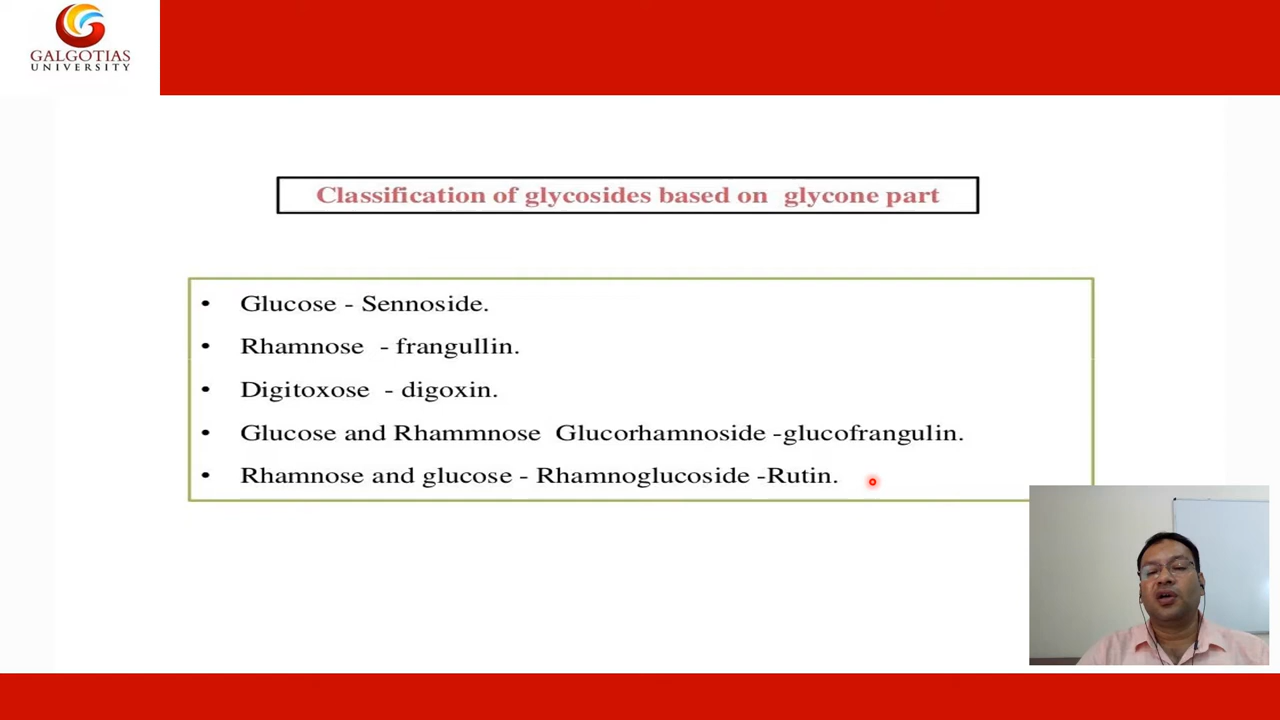 GALGOTIAS
UNIVERSITY
Classification of glycosides based on glycone part
• Glucose - Sennoside.
• Rhamnose - frangullin.
• Digitoxose - digoxin.
• Glucose and Rhammnose Glucorhamnoside -glucofrangulin.
• Rhamnose and glucose - Rhamnoglucoside -Rutin.